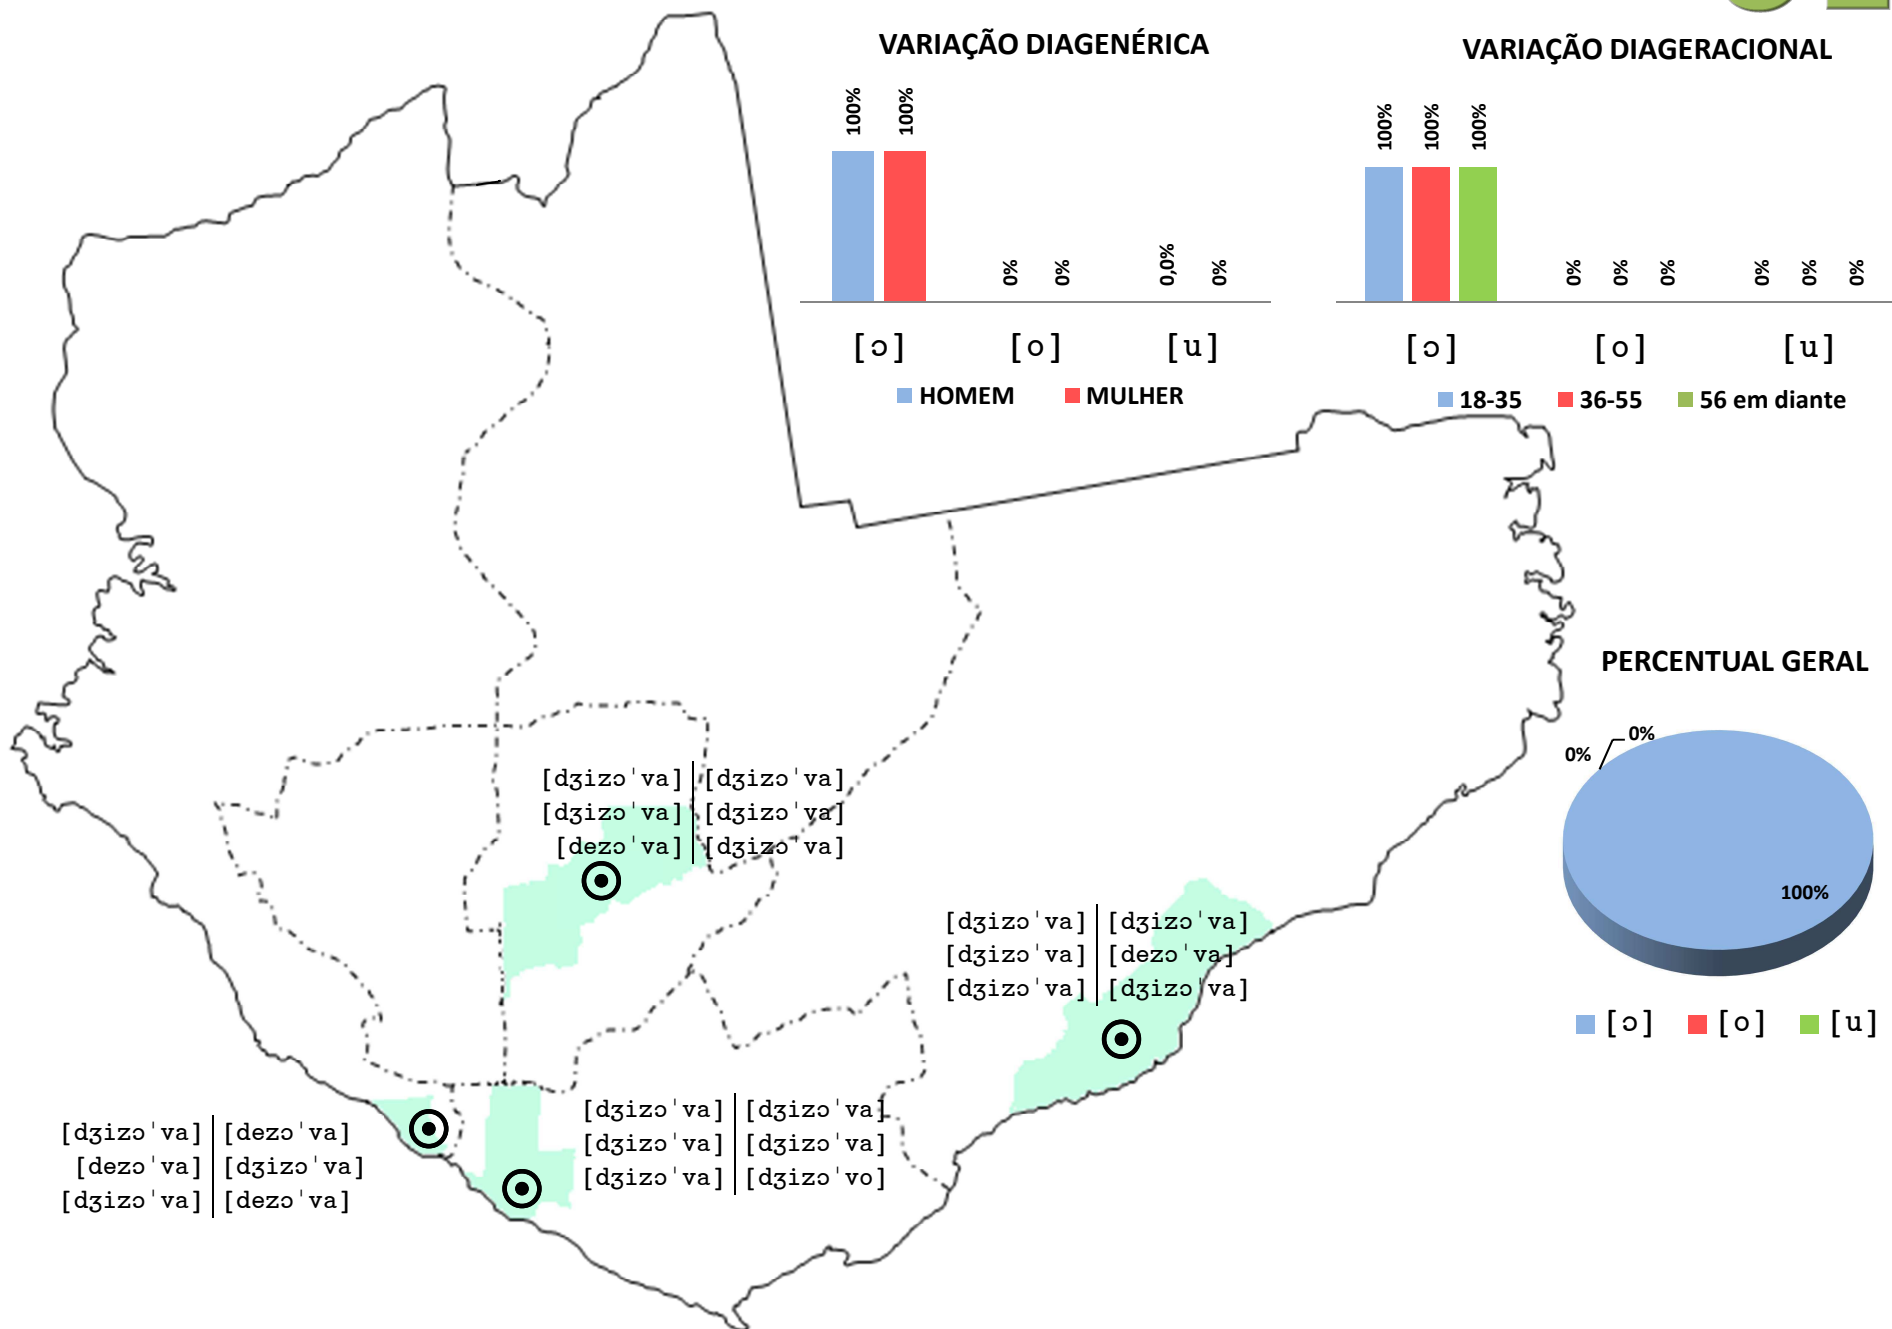 VARIAÇÃO DIAGENÉRICA
100% 100%
0% 0%
0,0% 0%
[ɔ] [o] [u]
HOMEM MULHER
VARIAÇÃO DIAGERACIONAL
100% 100% 100%
0% 0% 0%
0% 0% 0%
[ɔ] [o] [u]
18-35 36-55 56 em diante
PERCENTUAL GERAL
0% 0%
100%
[ɔ] [o] [u]
[dʒizɔˈva] [dʒizɔˈva]
[dʒizɔˈva] [dʒizɔˈva]
[dezɔˈva] [dʒizɔˈva]
[dʒizɔˈva] [dʒizɔˈva]
[dʒizɔˈva] [dezɔˈva]
[dʒizɔˈva] [dʒizɔˈva]
[dʒizɔˈva] [dʒizɔˈva]
[dʒizɔˈva] [dʒizɔˈva]
[dʒizɔˈva] [dʒizɔˈvo]
[dʒizɔˈva] [dezɔˈva]
[dezɔˈva] [dʒizɔˈva]
[dʒizɔˈva] [dezɔˈva]